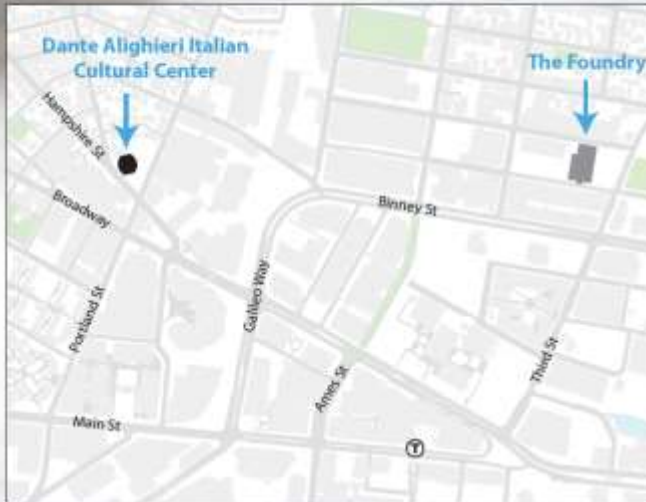 Dante Alighieri Italian
Cultural Center
The Foundry
Hampshire St
Broadway
Binney St
Galileo Way
Portland St
Third St
Ames St
Main St
T